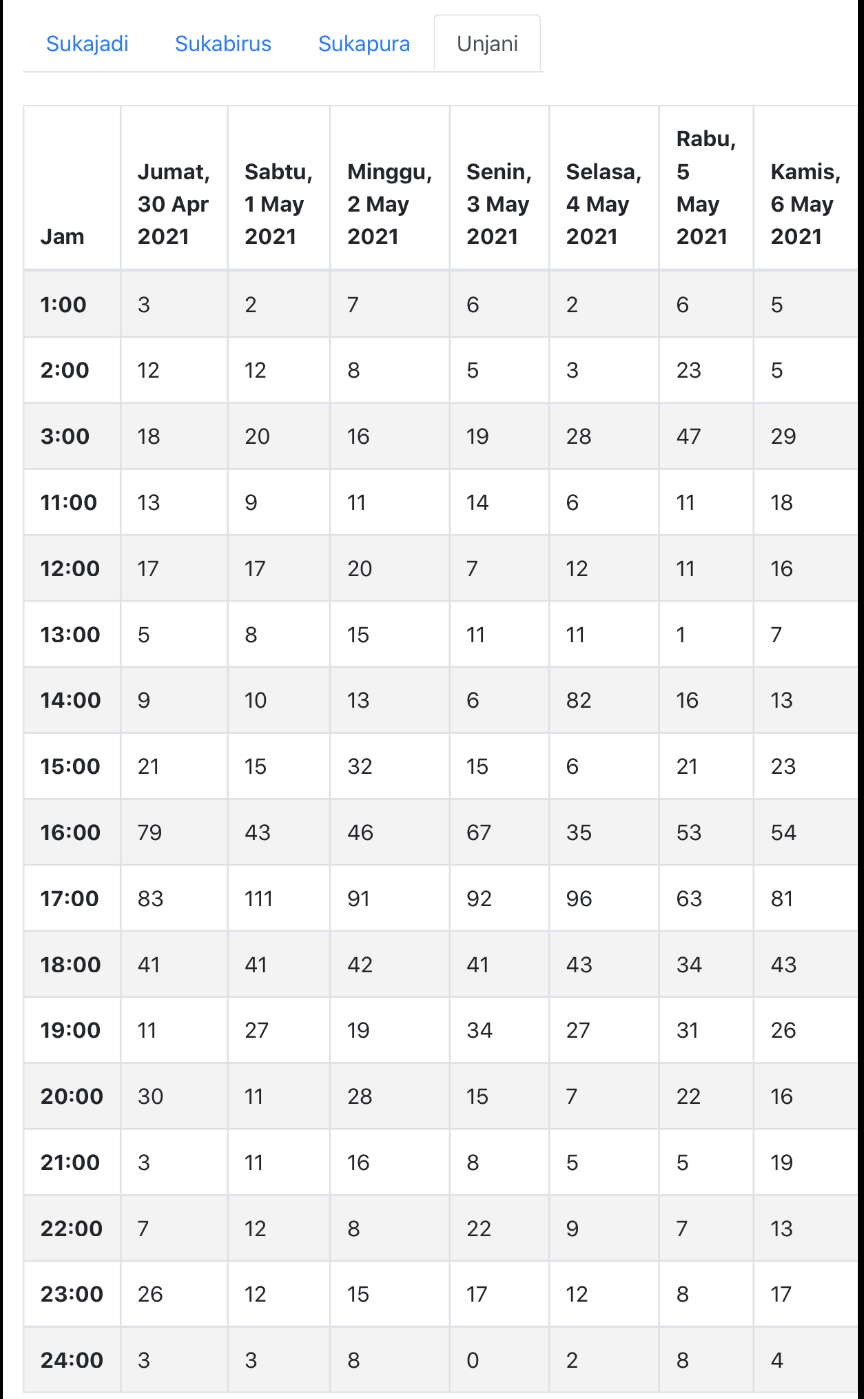 Sukajadi Sukabirus Sukapura Unjani
Jam Jumat, 30 Apr 2021 Sabtu, 1 May 2021 Minggu, 2 May 2021 Senin, 3 May 2021 Selasa, 4 May 2021 Rabu, 5 May 2021 Kamis, 6 May 2021
1:00 3 2 7 6 2 6 5
2:00 12 12 8 5 3 23 5
3:00 18 20 16 19 28 47 29
11:00 13 9 11 14 6 11 18
12:00 17 17 20 7 12 11 16
13:00 5 8 15 11 11 1 7
14:00 9 10 13 6 82 16 13
15:00 21 15 32 15 6 21 23
16:00 79 43 46 67 35 53 54
17:00 83 111 91 92 96 63 81
18:00 41 41 42 41 43 34 43
19:00 11 27 19 34 27 31 26
20:00 30 11 28 15 7 22 16
21:00 3 11 16 8 5 5 19
22:00 7 12 8 22 9 7 13
23:00 26 12 15 17 12 8 17
24:00 3 3 8 0 2 8 4